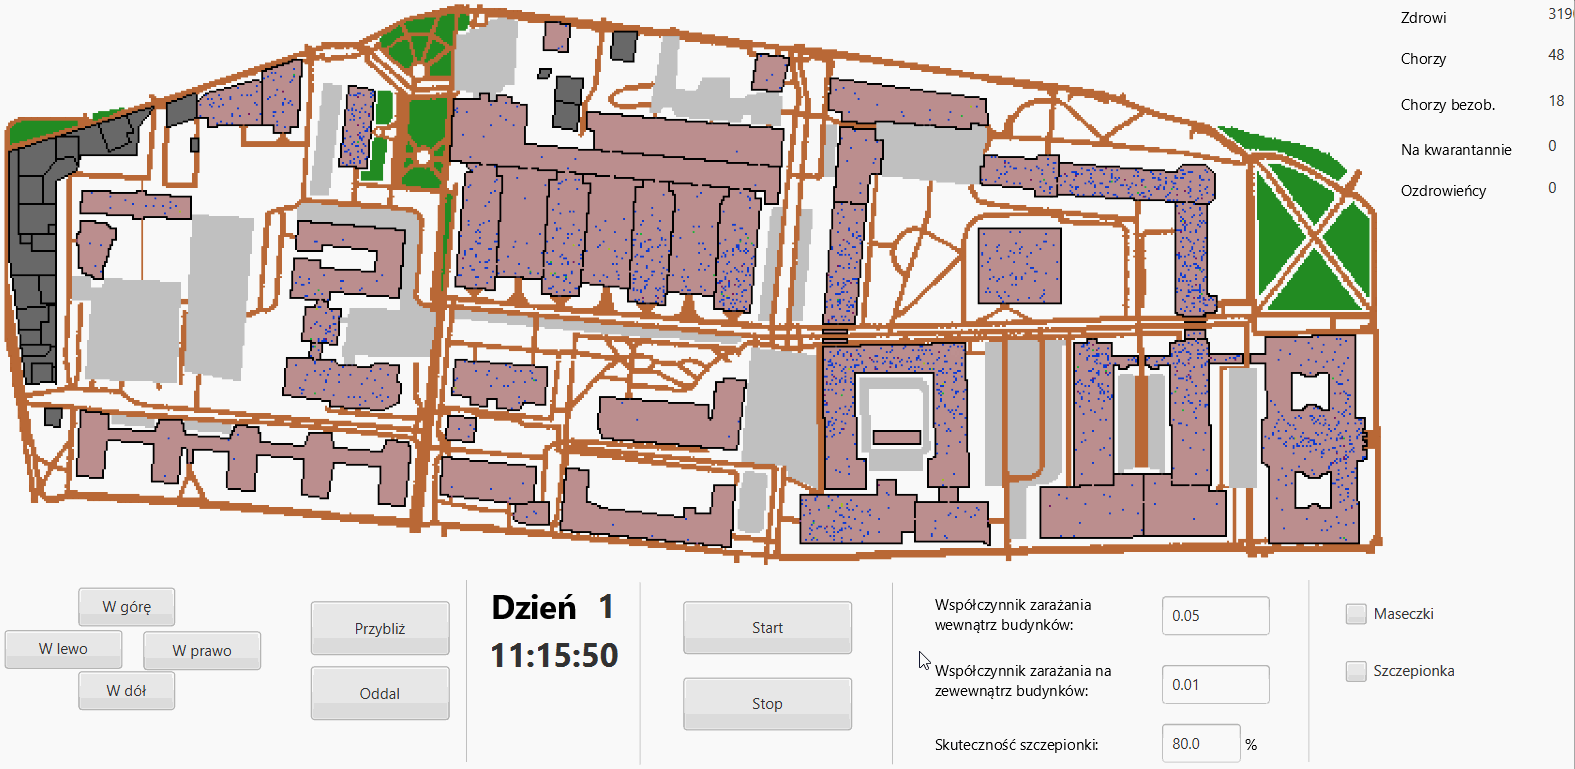 Zdrowi 319
Chorzy 48
Chorzy bezob. 18
Na kwarantannie 0
Ozdrowieńcy 0
W górę
W lewo W prawo
W dół
Przybliż
Oddal
Dzień 1
11:15:50
Start
Stop
Współczynnik zarażania
wewnątrz budynków:
0.05
Współczynnik zarażania na
zewewnątrz budynków:
0.01
Skuteczność szczepionki:
80.0 %
Maseczki
Szczepionka